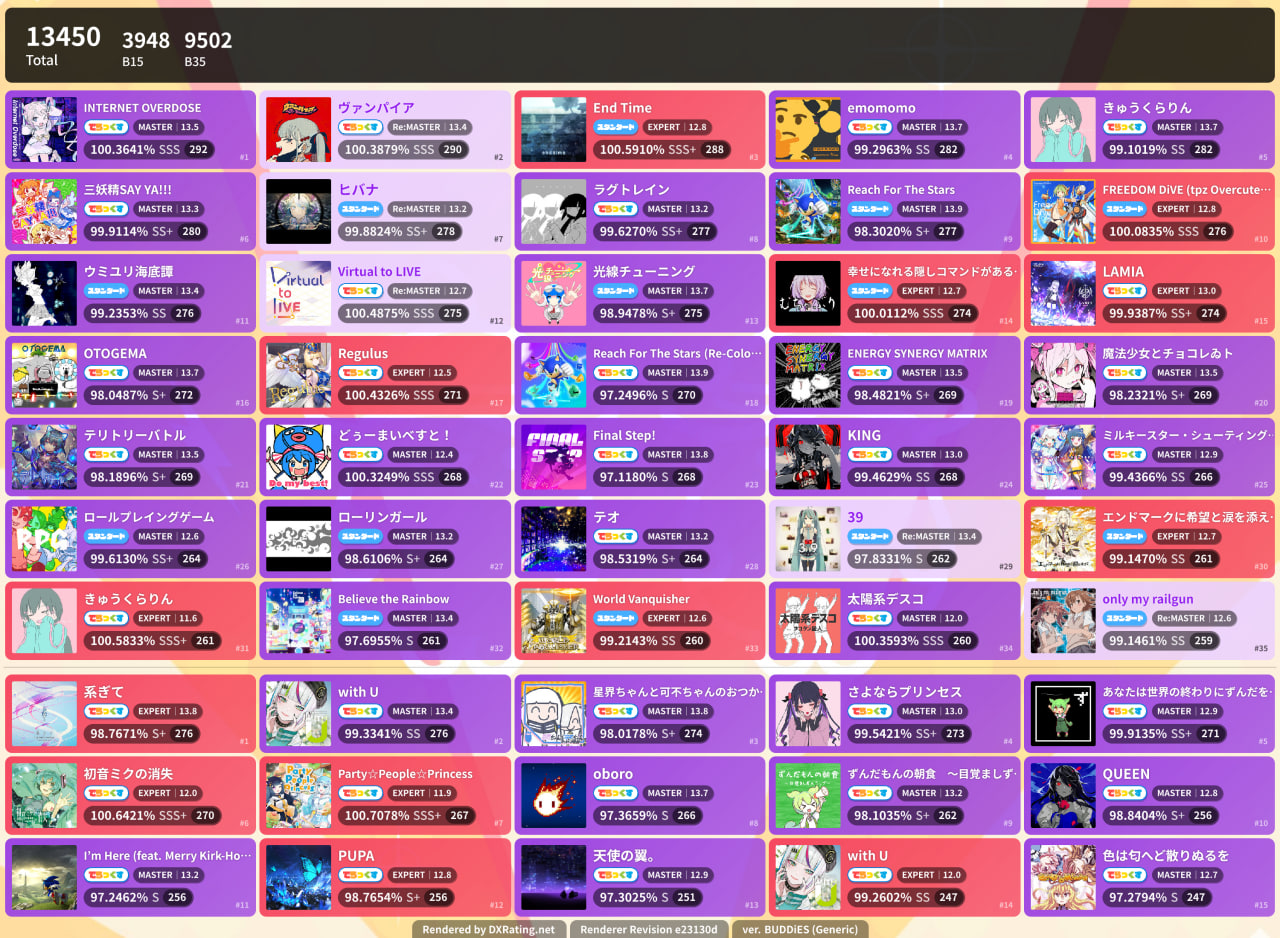 13450 3948 9502
Total B15 B35
INTERNET OVERDOSE
でらっくす MASTER 13.5
100.3641% SSS 292
#1
ヴァンパイア
でらっくす Re:MASTER 13.4
100.3879% SSS 290
#2
End Time
スタンダード EXPERT 12.8
100.5910% SSS+ 288
#3
emomomo
でらっくす MASTER 13.7
99.2963% SS 282
#4
きゅうくらりん
でらっくす MASTER 13.7
99.1019% SS 282
#5
三妖精SAY YA!!!
でらっくす MASTER 13.3
99.9114% SS+ 280
#6
ヒバナ
スタンダード Re:MASTER 13.2
99.8824% SS+ 278
#7
ラグトレイン
でらっくす MASTER 13.2
99.6270% SS+ 277
#8
Reach For The Stars
スタンダード MASTER 13.9
98.3020% S+ 277
#9
FREEDOM DiVE (tpz Overcute…
スタンダード EXPERT 12.8
100.0835% SSS 276
#10
ウミユリ海底譚
スタンダード MASTER 13.4
99.2353% SS 276
#11
Virtual to LIVE
でらっくす Re:MASTER 12.7
100.4875% SSS 275
#12
光線チューニング
スタンダード MASTER 13.7
98.9478% S+ 275
#13
幸せになれる隠しコマンドがある…
スタンダード EXPERT 12.7
100.0112% SSS 274
#14
LAMIA
でらっくす EXPERT 13.0
99.9387% SS+ 274
#15
OTOGEMA
でらっくす MASTER 13.7
98.0487% S+ 272
#16
Regulus
でらっくす EXPERT 12.5
100.4326% SSS 271
#17
Reach For The Stars (Re-Colo…
でらっくす MASTER 13.9
97.2496% S 270
#18
ENERGY SYNERGY MATRIX
でらっくす MASTER 13.5
98.4821% S+ 269
#19
魔法少女とチョコレゐト
でらっくす MASTER 13.5
98.2321% S+ 269
#20
テリトリーバトル
でらっくす MASTER 13.5
98.1896% S+ 269
#21
どぅーまいべすと！
でらっくす MASTER 12.4
100.3249% SSS 268
#22
Final Step!
でらっくす MASTER 13.8
97.1180% S 268
#23
KING
でらっくす MASTER 13.0
99.4629% SS 268
#24
ミルキースター・シューティング…
でらっくす MASTER 12.9
99.4366% SS 266
#25
ロールプレイングゲーム
スタンダード MASTER 12.6
99.6130% SS+ 264
#26
ローリンガール
スタンダード MASTER 13.2
98.6106% S+ 264
#27
テオ
でらっくす MASTER 13.2
98.5319% S+ 264
#28
39
スタンダード Re:MASTER 13.4
97.8331% S 262
#29
エンドマークに希望と涙を添え…
スタンダード EXPERT 12.7
99.1470% SS 261
#30
きゅうくらりん
でらっくす EXPERT 11.6
100.5833% SSS+ 261
#31
Believe the Rainbow
スタンダード MASTER 13.4
97.6955% S 261
#32
World Vanquisher
スタンダード EXPERT 12.6
99.2143% SS 260
#33
太陽系デスコ
でらっくす MASTER 12.0
100.3593% SSS 260
#34
only my railgun
スタンダード Re:MASTER 12.6
99.1461% SS 259
#35
系ぎて
でらっくす EXPERT 13.8
98.7671% S+ 276
#1
with U
でらっくす MASTER 13.4
99.3341% SS 276
#2
星界ちゃんと可不ちゃんのおつか…
でらっくす MASTER 13.8
98.0178% S+ 274
#3
さよならプリンセス
でらっくす MASTER 13.0
99.5421% SS+ 273
#4
あなたは世界の終わりにずんだを…
でらっくす MASTER 12.9
99.9135% SS+ 271
#5
初音ミクの消失
でらっくす EXPERT 12.0
100.6421% SSS+ 270
#6
Party☆People☆Princess
でらっくす EXPERT 11.9
100.7078% SSS+ 267
#7
oboro
でらっくす MASTER 13.7
97.3659% S 266
#8
ずんだもんの朝食　～目覚ましず…
でらっくす MASTER 13.2
98.1035% S+ 262
#9
QUEEN
でらっくす MASTER 12.8
98.8404% S+ 256
#10
I'm Here (feat. Merry Kirk-Ho…
でらっくす MASTER 13.2
97.2462% S 256
#11
PUPA
でらっくす EXPERT 12.8
98.7654% S+ 256
#12
天使の翼。
でらっくす MASTER 12.9
97.3025% S 251
#13
with U
でらっくす EXPERT 12.0
99.2602% SS 247
#14
色は匂へど散りぬるを
でらっくす MASTER 12.7
97.2794% S 247
#15
Rendered by DXRating.net Renderer Revision e23130d ver. BUDDiES (Generic)